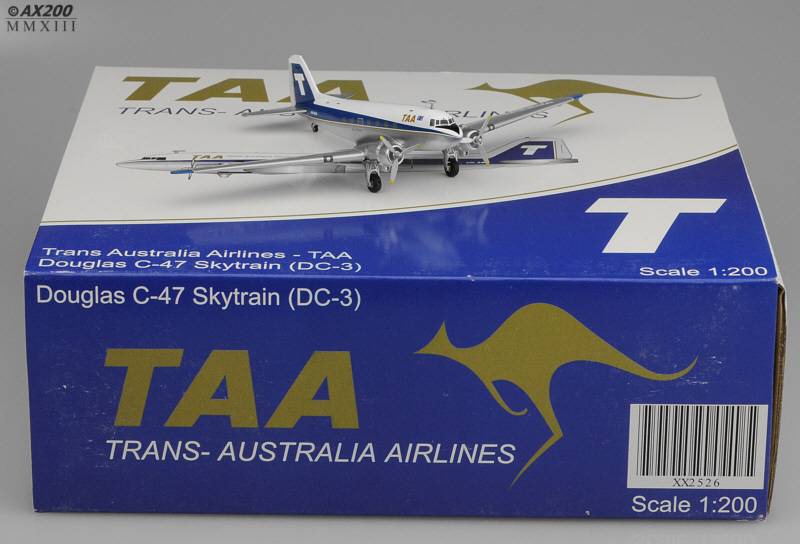 ©AX200
MMXIII
TAA
TRANS- A AIRLINES
T
TAA
TAA
T
T
Trans Australia Airlines - TAA
Douglas C-47 Skytrain (DC-3)
Scale 1:200
Douglas C-47 Skytrain (DC-3)
TAA
TRANS- AUSTRALIA AIRLINES
XX2526
Scale 1:200